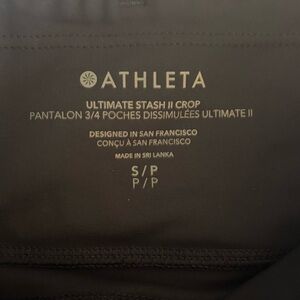 ATHLETA
ULTIMATE STASH II CROP
PANTALON 3/4 POCHES DISSIMULÉES ULTIMATE II
DESIGNED IN SAN FRANCISCO
CONÇU À SAN FRANCISCO
MADE IN SRI LANKA
S/P
P/P